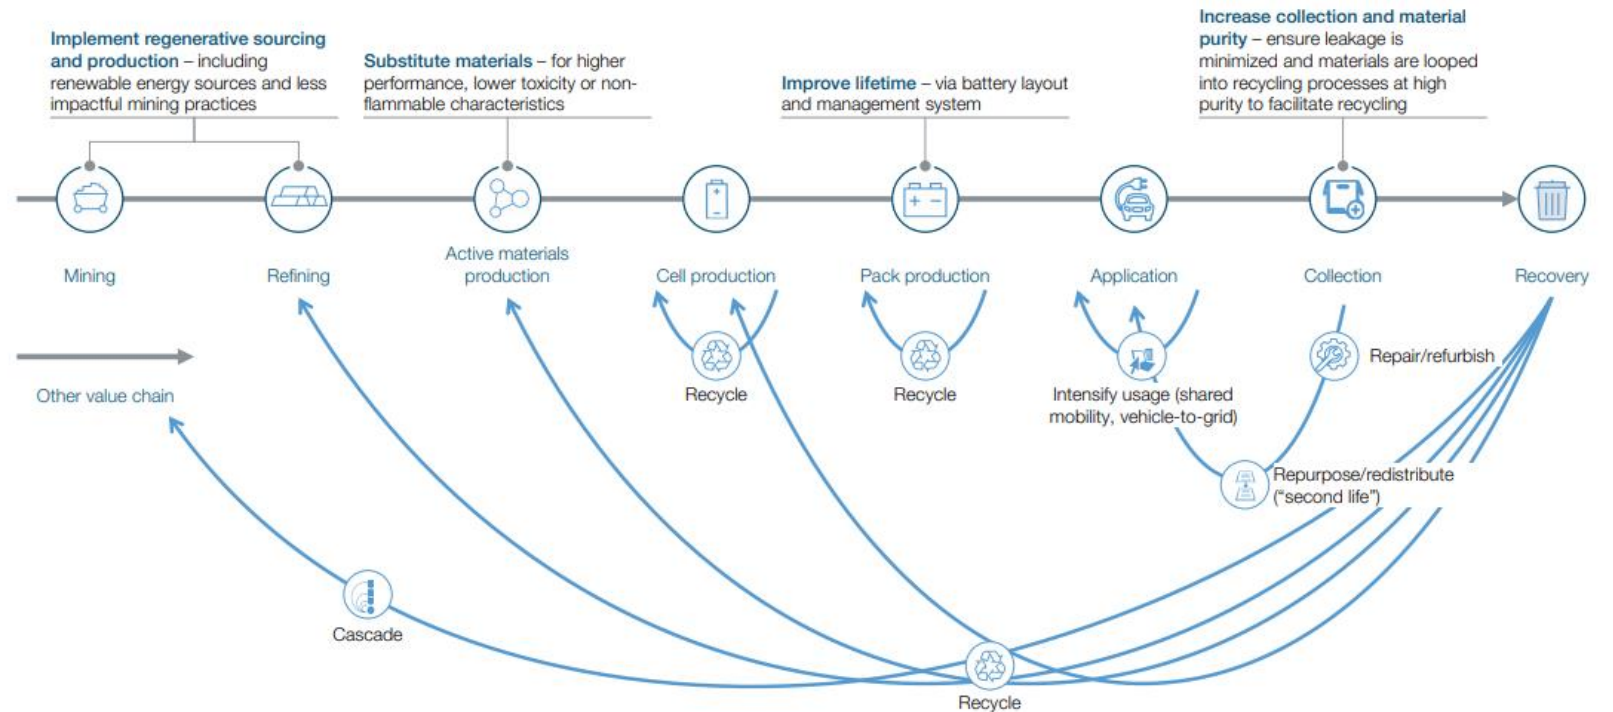 Implement regenerative sourcing
and production – including
renewable energy sources and less
impactful mining practices
Substitute materials – for higher
performance, lower toxicity or non-
flammable characteristics
Improve lifetime – via battery layout
and management system
Increase collection and material
purity – ensure leakage is
minimized and materials are looped
into recycling processes at high
purity to facilitate recycling
Mining
Refining
Active materials
production
Cell production
Pack production
Application
Collection
Recovery
Other value chain
Recycle
Recycle
Intensify usage (shared
mobility, vehicle-to-grid)
Repair/refurbish
Repurpose/redistribute
(“second life”)
Cascade
Recycle